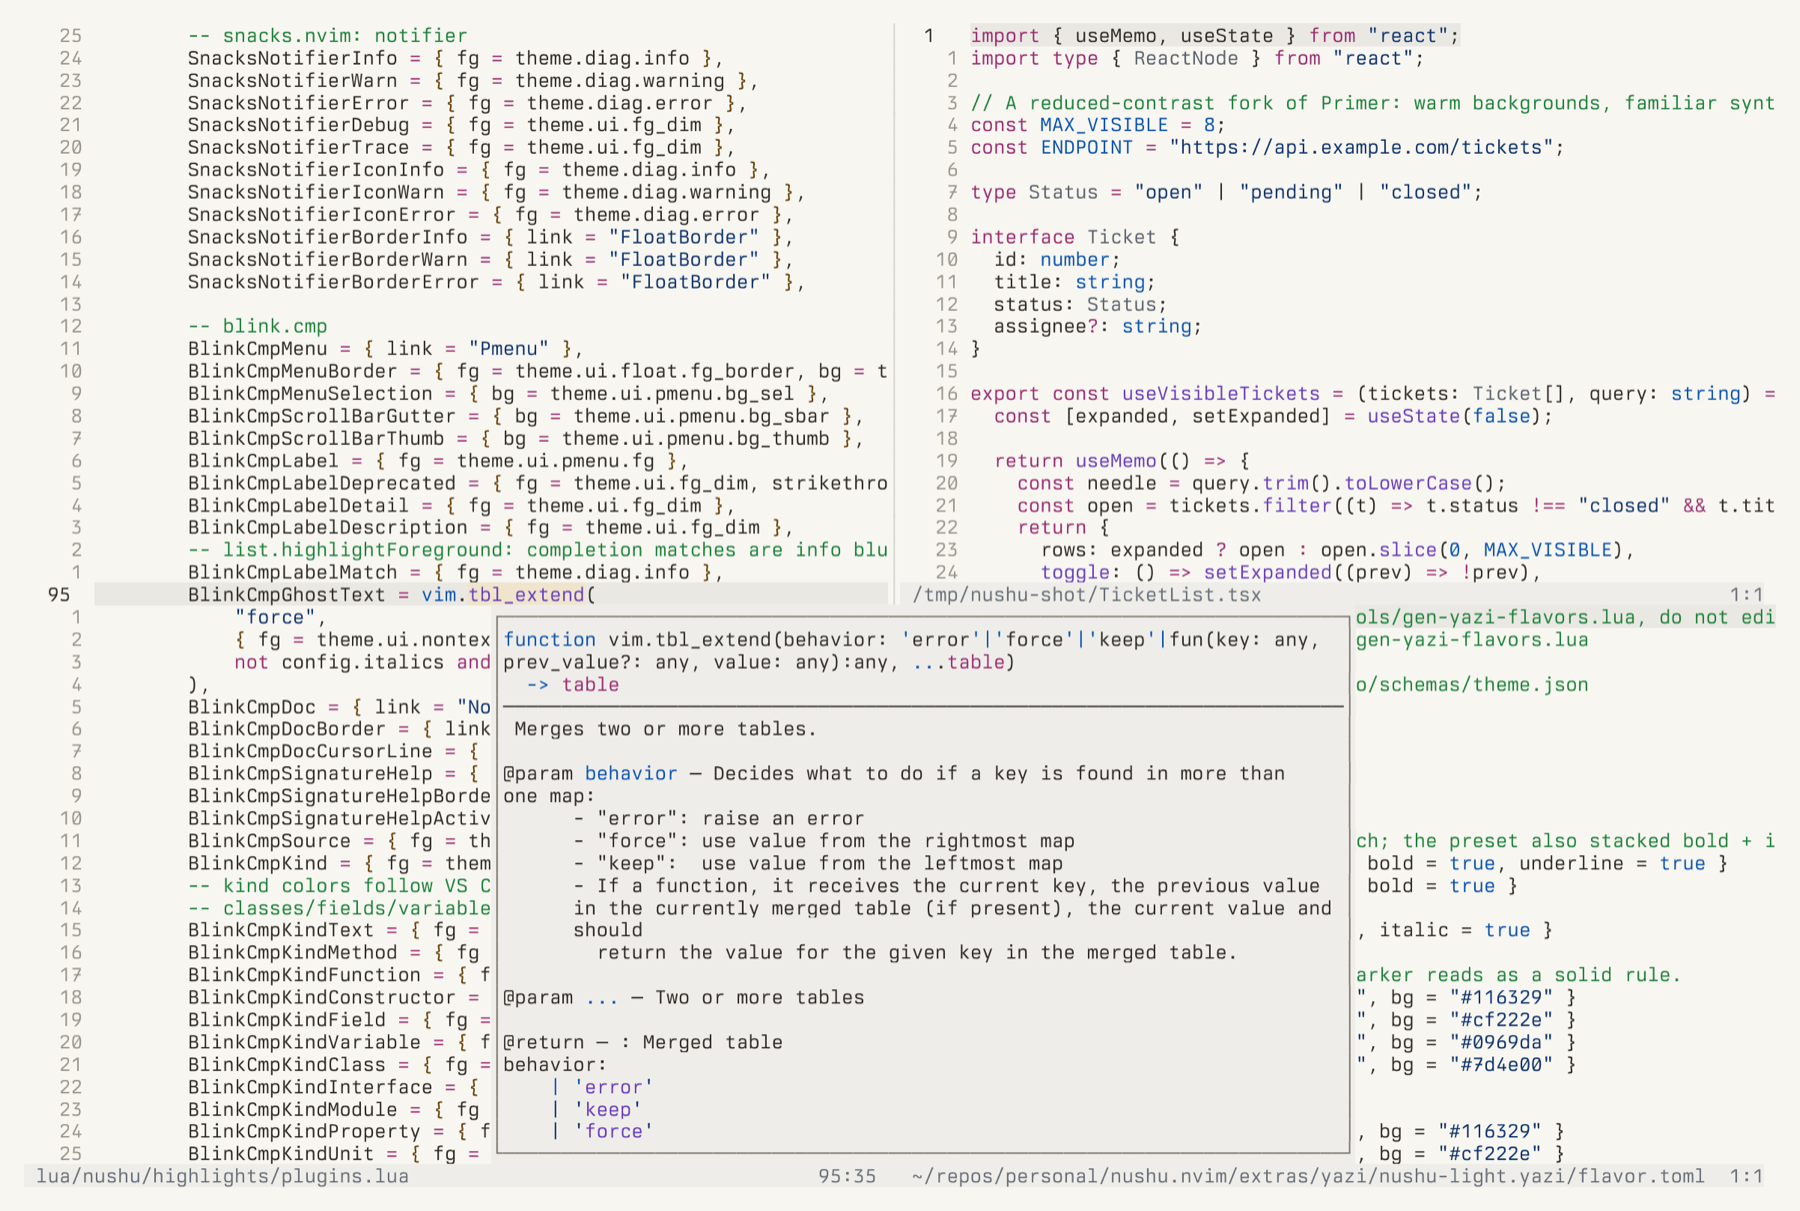 25 -- snacks.nvim: notifier
24 SnacksNotifierInfo = { fg = theme.diag.info },
23 SnacksNotifierWarn = { fg = theme.diag.warning },
22 SnacksNotifierError = { fg = theme.diag.error },
21 SnacksNotifierDebug = { fg = theme.ui.fg_dim },
20 SnacksNotifierTrace = { fg = theme.ui.fg_dim },
19 SnacksNotifierIconInfo = { fg = theme.diag.info },
18 SnacksNotifierIconWarn = { fg = theme.diag.warning },
17 SnacksNotifierIconError = { fg = theme.diag.error },
16 SnacksNotifierBorderInfo = { link = "FloatBorder" },
15 SnacksNotifierBorderWarn = { link = "FloatBorder" },
14 SnacksNotifierBorderError = { link = "FloatBorder" },
13
12 -- blink.cmp
11 BlinkCmpMenu = { link = "Pmenu" },
10 BlinkCmpMenuBorder = { fg = theme.ui.float.fg_border, bg = t
9 BlinkCmpMenuSelection = { bg = theme.ui.pmenu.bg_sel },
8 BlinkCmpScrollBarGutter = { bg = theme.ui.pmenu.bg_sbar },
7 BlinkCmpScrollBarThumb = { bg = theme.ui.pmenu.bg_thumb },
6 BlinkCmpLabel = { fg = theme.ui.pmenu.fg },
5 BlinkCmpLabelDeprecated = { fg = theme.ui.fg_dim, strikethro
4 BlinkCmpLabelDetail = { fg = theme.ui.fg_dim },
3 BlinkCmpLabelDescription = { fg = theme.ui.fg_dim },
2 -- list.highlightForeground: completion matches are info blu
1 BlinkCmpLabelMatch = { fg = theme.diag.info },
95 BlinkCmpGhostText = vim.tbl_extend(
1 "force",
2 { fg = theme.ui.nontex
3 not config.italics and
4 ),
5 BlinkCmpDoc = { link = "No
6 BlinkCmpDocBorder = { link
7 BlinkCmpDocCursorLine = {
8 BlinkCmpSignatureHelp = {
9 BlinkCmpSignatureHelpBorde
10 BlinkCmpSignatureHelpActiv
11 BlinkCmpSource = { fg = th
12 BlinkCmpKind = { fg = them
13 -- kind colors follow VS C
14 -- classes/fields/variable
15 BlinkCmpKindText = { fg =
16 BlinkCmpKindMethod = { fg
17 BlinkCmpKindFunction = { f
18 BlinkCmpKindConstructor =
19 BlinkCmpKindField = { fg =
20 BlinkCmpKindVariable = { f
21 BlinkCmpKindClass = { fg =
22 BlinkCmpKindInterface = {
23 BlinkCmpKindModule = { fg
24 BlinkCmpKindProperty = { f
25 BlinkCmpKindUnit = { fg =
lua/nushu/highlights/plugins.lua 95:35
function vim.tbl_extend(behavior: 'error'|'force'|'keep'|fun(key: any,
prev_value?: any, value: any):any, ...table)
-> table
Merges two or more tables.
@param behavior — Decides what to do if a key is found in more than
one map:
- "error": raise an error
- "force": use value from the rightmost map
- "keep":  use value from the leftmost map
- If a function, it receives the current key, the previous value
in the currently merged table (if present), the current value and
should
return the value for the given key in the merged table.
@param ... — Two or more tables
@return — : Merged table
behavior:
| 'error'
| 'keep'
| 'force'
1 import { useMemo, useState } from "react";
1 import type { ReactNode } from "react";
2
3 // A reduced-contrast fork of Primer: warm backgrounds, familiar synt
4 const MAX_VISIBLE = 8;
5 const ENDPOINT = "https://api.example.com/tickets";
6
7 type Status = "open" | "pending" | "closed";
8
9 interface Ticket {
10 id: number;
11 title: string;
12 status: Status;
13 assignee?: string;
14 }
15
16 export const useVisibleTickets = (tickets: Ticket[], query: string) =
17 const [expanded, setExpanded] = useState(false);
18
19 return useMemo(() => {
20 const needle = query.trim().toLowerCase();
21 const open = tickets.filter((t) => t.status !== "closed" && t.tit
22 return {
23 rows: expanded ? open : open.slice(0, MAX_VISIBLE),
24 toggle: () => setExpanded((prev) => !prev),
/tmp/nushu-shot/TicketList.tsx 1:1
ols/gen-yazi-flavors.lua, do not edi
gen-yazi-flavors.lua
o/schemas/theme.json
ch; the preset also stacked bold + i
bold = true, underline = true }
bold = true }
, italic = true }
arker reads as a solid rule.
", bg = "#116329" }
", bg = "#cf222e" }
", bg = "#0969da" }
", bg = "#7d4e00" }
, bg = "#116329" }
, bg = "#cf222e" }
~/repos/personal/nushu.nvim/extras/yazi/nushu-light.yazi/flavor.toml 1:1